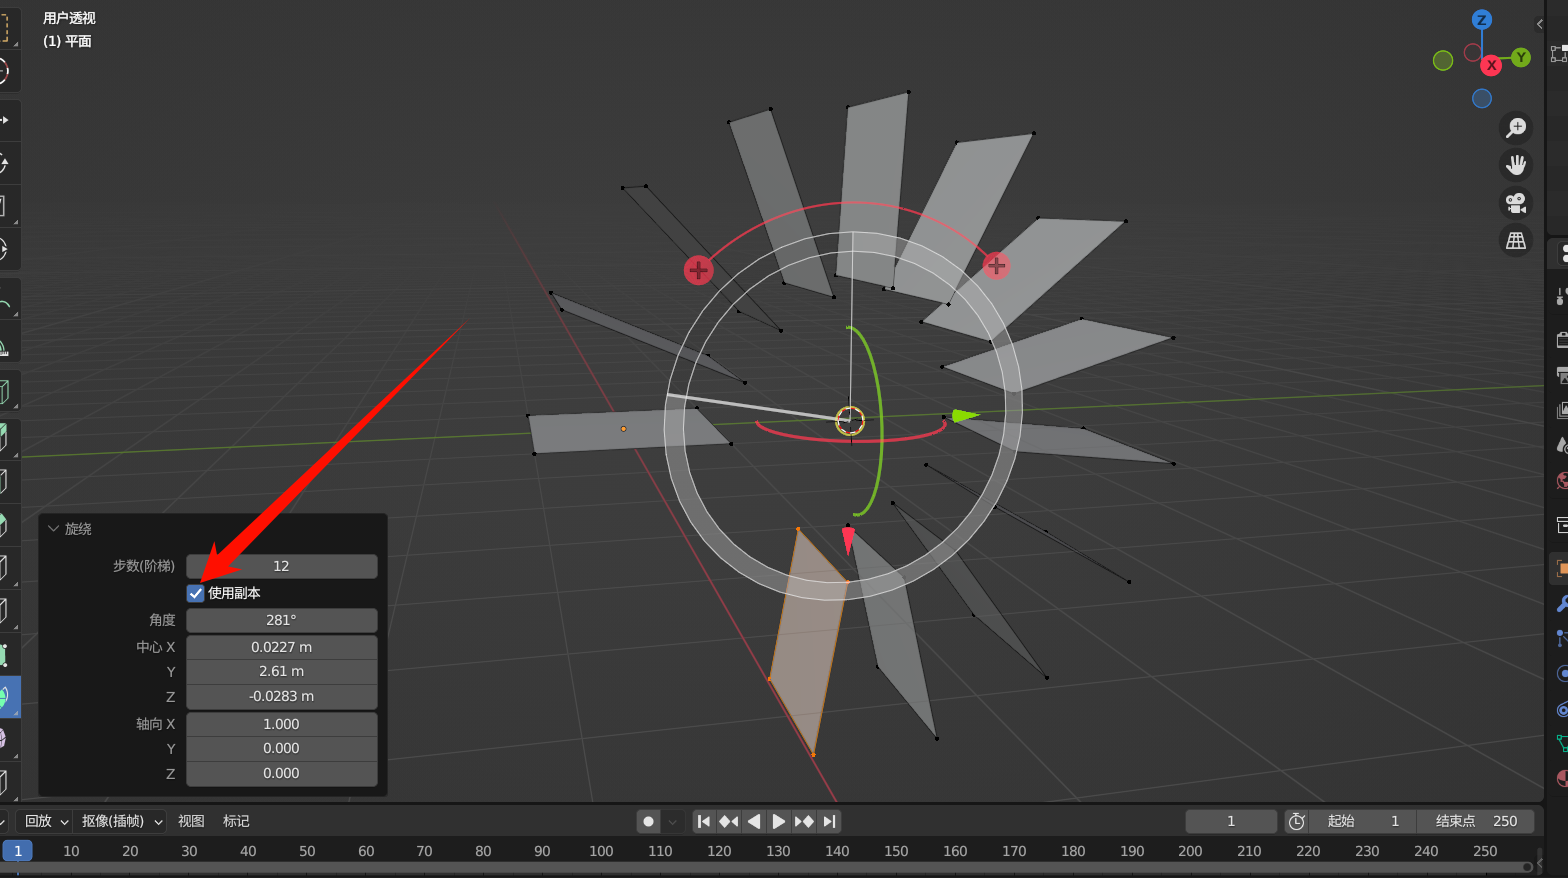 用户透视
(1) 平面
Z
Y
X
旋绕
步数(阶梯) 12
使用副本
角度 281°
中心 X 0.0227 m
Y 2.61 m
Z -0.0283 m
轴向 X 1.000
Y 0.000
Z 0.000
回放 抠像(插帧) 视图 标记 1 起始 1 结束点 250
1 10 20 30 40 50 60 70 80 90 100 110 120 130 140 150 160 170 180 190 200 210 220 230 240 250